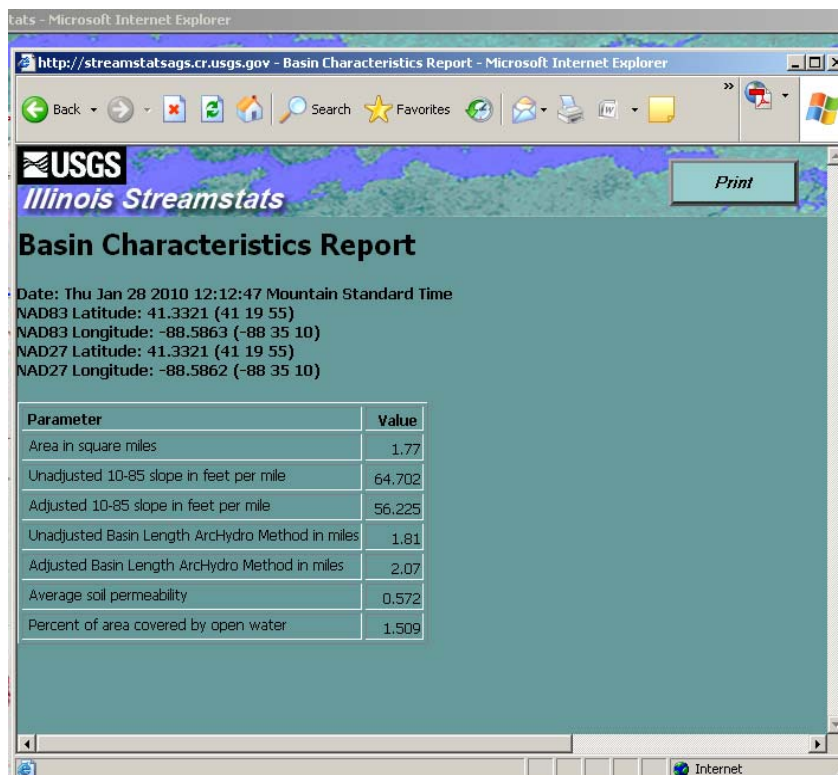 tats - Microsoft Internet Explorer
http://streamstatsags.cr.usgs.gov - Basin Characteristics Report - Microsoft Internet Explorer
Back Search Favorites »
USGS
Illinois Streamstats
Print
Basin Characteristics Report
Date: Thu Jan 28 2010 12:12:47 Mountain Standard Time
NAD83 Latitude: 41.3321 (41 19 55)
NAD83 Longitude: -88.5863 (-88 35 10)
NAD27 Latitude: 41.3321 (41 19 55)
NAD27 Longitude: -88.5862 (-88 35 10)
Parameter Value
Area in square miles 1.77
Unadjusted 10-85 slope in feet per mile 64.702
Adjusted 10-85 slope in feet per mile 56.225
Unadjusted Basin Length ArcHydro Method in miles 1.81
Adjusted Basin Length ArcHydro Method in miles 2.07
Average soil permeability 0.572
Percent of area covered by open water 1.509
Internet